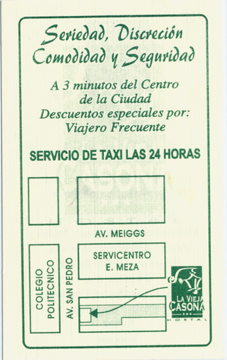 Seriedad, Discreción
Comodidad y Seguridad
A 3 minutos del Centro
de la Ciudad
Descuentos especiales por:
Viajero Frecuente
SERVICIO DE TAXI LAS 24 HORAS
AV. MEIGGS
COLEGIO
POLITECNICO
AV. SAN PEDRO
SERVICENTRO
E. MEZA
LA VIEJA
CASONA
HOSTAL